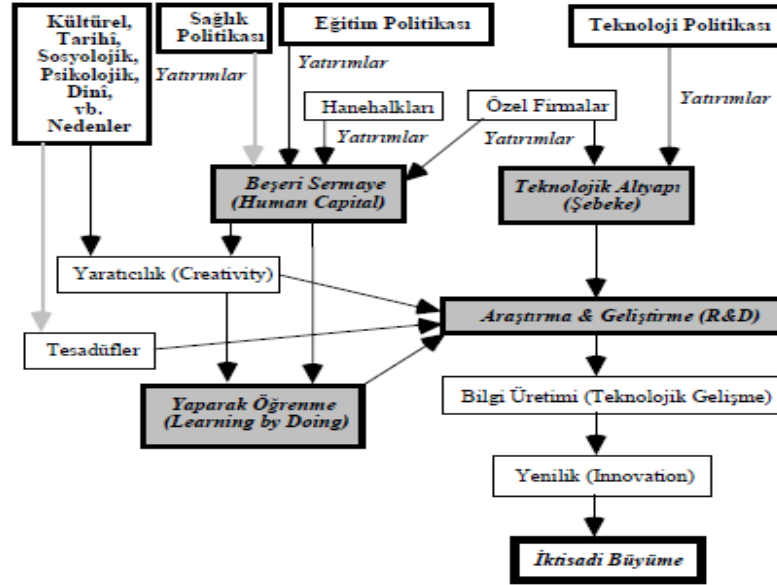 Kültürel,
Tarihî,
Sosyolojik,
Psikolojik,
Dinî,
vb.
Nedenler
Sağlık
Politikası
Eğitim Politikası
Teknoloji Politikası
Yatırımlar
Yatırımlar
Yatırımlar
Hanehalkları
Özel Firmalar
Yatırımlar
Yatırımlar
Beşeri Sermaye
(Human Capital)
Teknolojik Altyapı
(Şebeke)
Yaratıcılık (Creativity)
Araştırma & Geliştirme (R&D)
Tesadüfler
Yaparak Öğrenme
(Learning by Doing)
Bilgi Üretimi (Teknolojik Gelişme)
Yenilik (Innovation)
İktisadi Büyüme